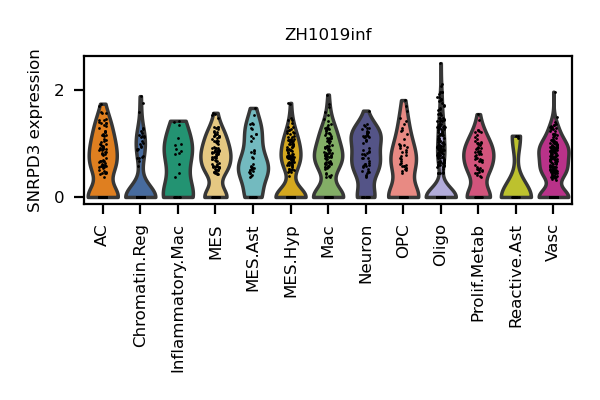 ZH1019inf
SNRPD3 expression
2
0
AC
Chromatin.Reg
Inflammatory.Mac
MES
MES.Ast
MES.Hyp
Mac
Neuron
OPC
Oligo
Prolif.Metab
Reactive.Ast
Vasc